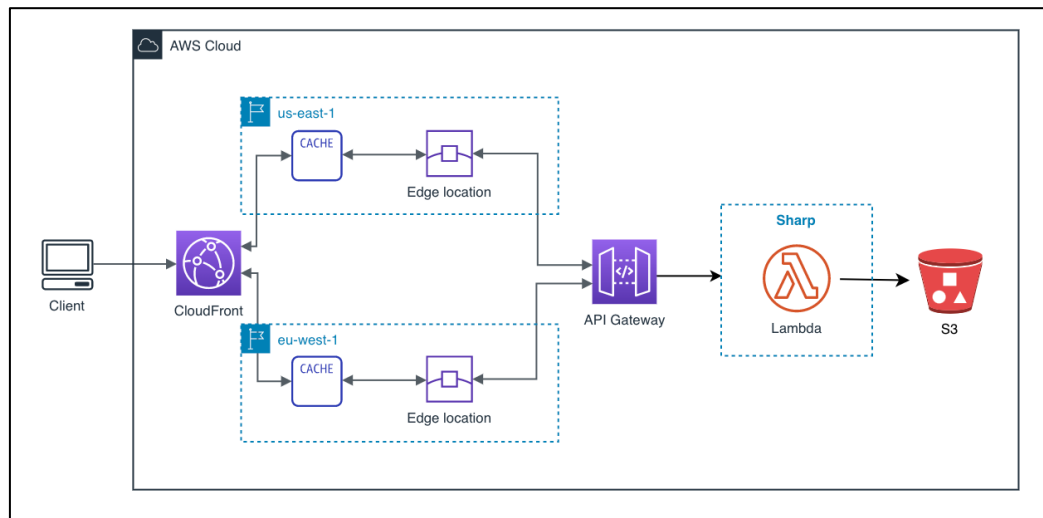 AWS Cloud
us-east-1
CACHE
Edge location
Sharp
Client
CloudFront
API Gateway
</>
Lambda
S3
eu-west-1
CACHE
Edge location